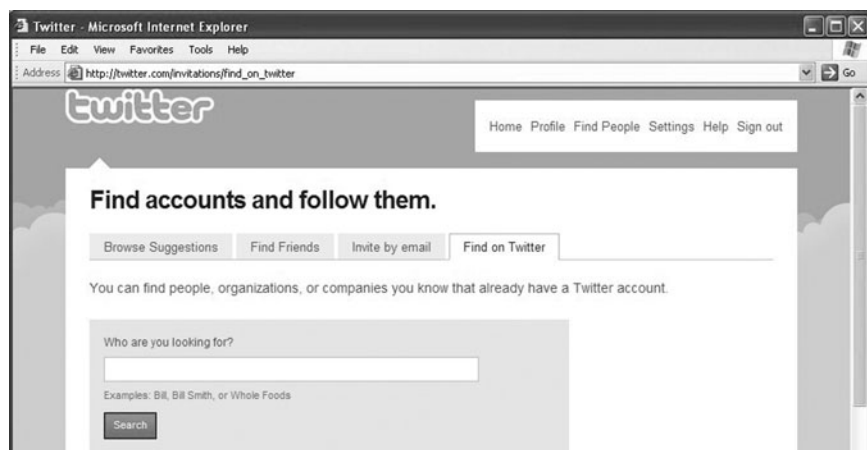 Twitter - Microsoft Internet Explorer
File Edit View Favorites Tools Help
Address http://twitter.com/invitations/find_on_twitter Go
twitter
Home Profile Find People Settings Help Sign out
Find accounts and follow them.
Browse Suggestions Find Friends Invite by email Find on Twitter
You can find people, organizations, or companies you know that already have a Twitter account.
Who are you looking for?
Examples: Bill, Bill Smith, or Whole Foods
Search